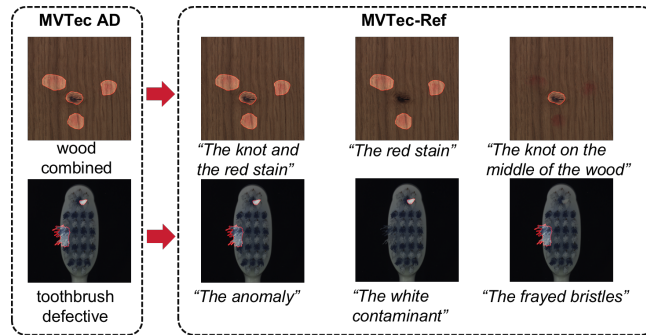 MVTec AD
MVTec-Ref
wood
combined
“The knot and
the red stain”
“The red stain”
“The knot on the
middle of the wood”
toothbrush
defective
“The anomaly”
“The white
contaminant”
“The frayed bristles”